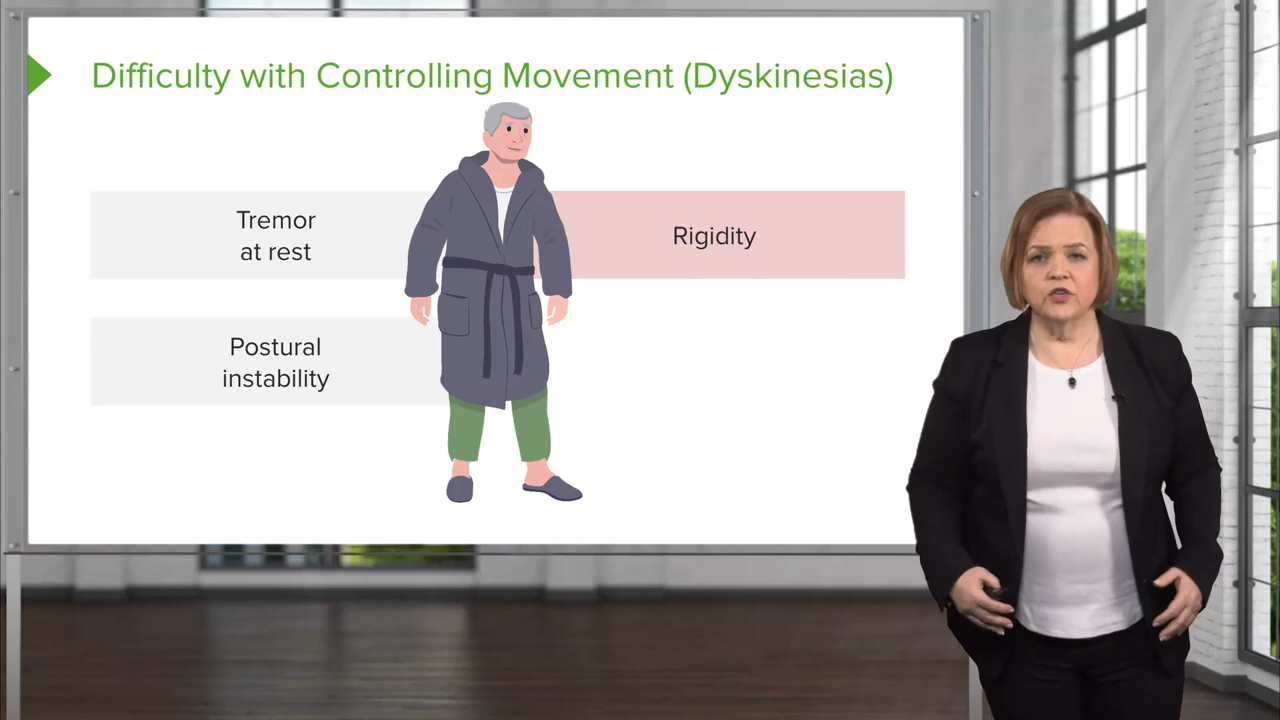 Difficulty with Controlling Movement (Dyskinesias)
Tremor
at rest
Rigidity
Postural
instability